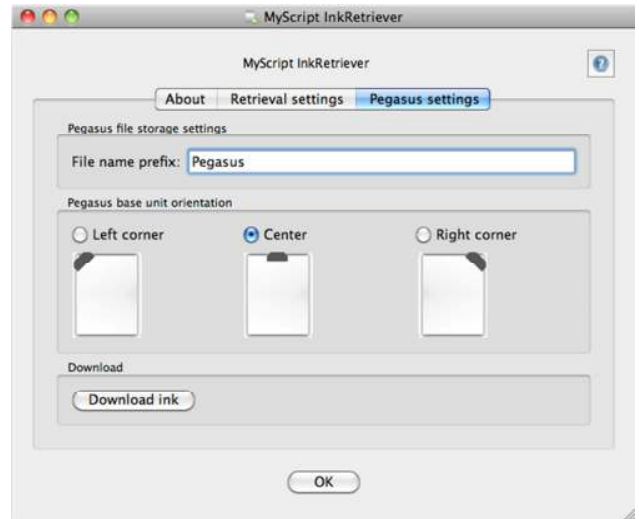 MyScript InkRetriever
MyScript InkRetriever
?
About Retrieval settings Pegasus settings
Pegasus file storage settings
File name prefix: Pegasus
Pegasus base unit orientation
Left corner Center Right corner
Download
Download ink
OK